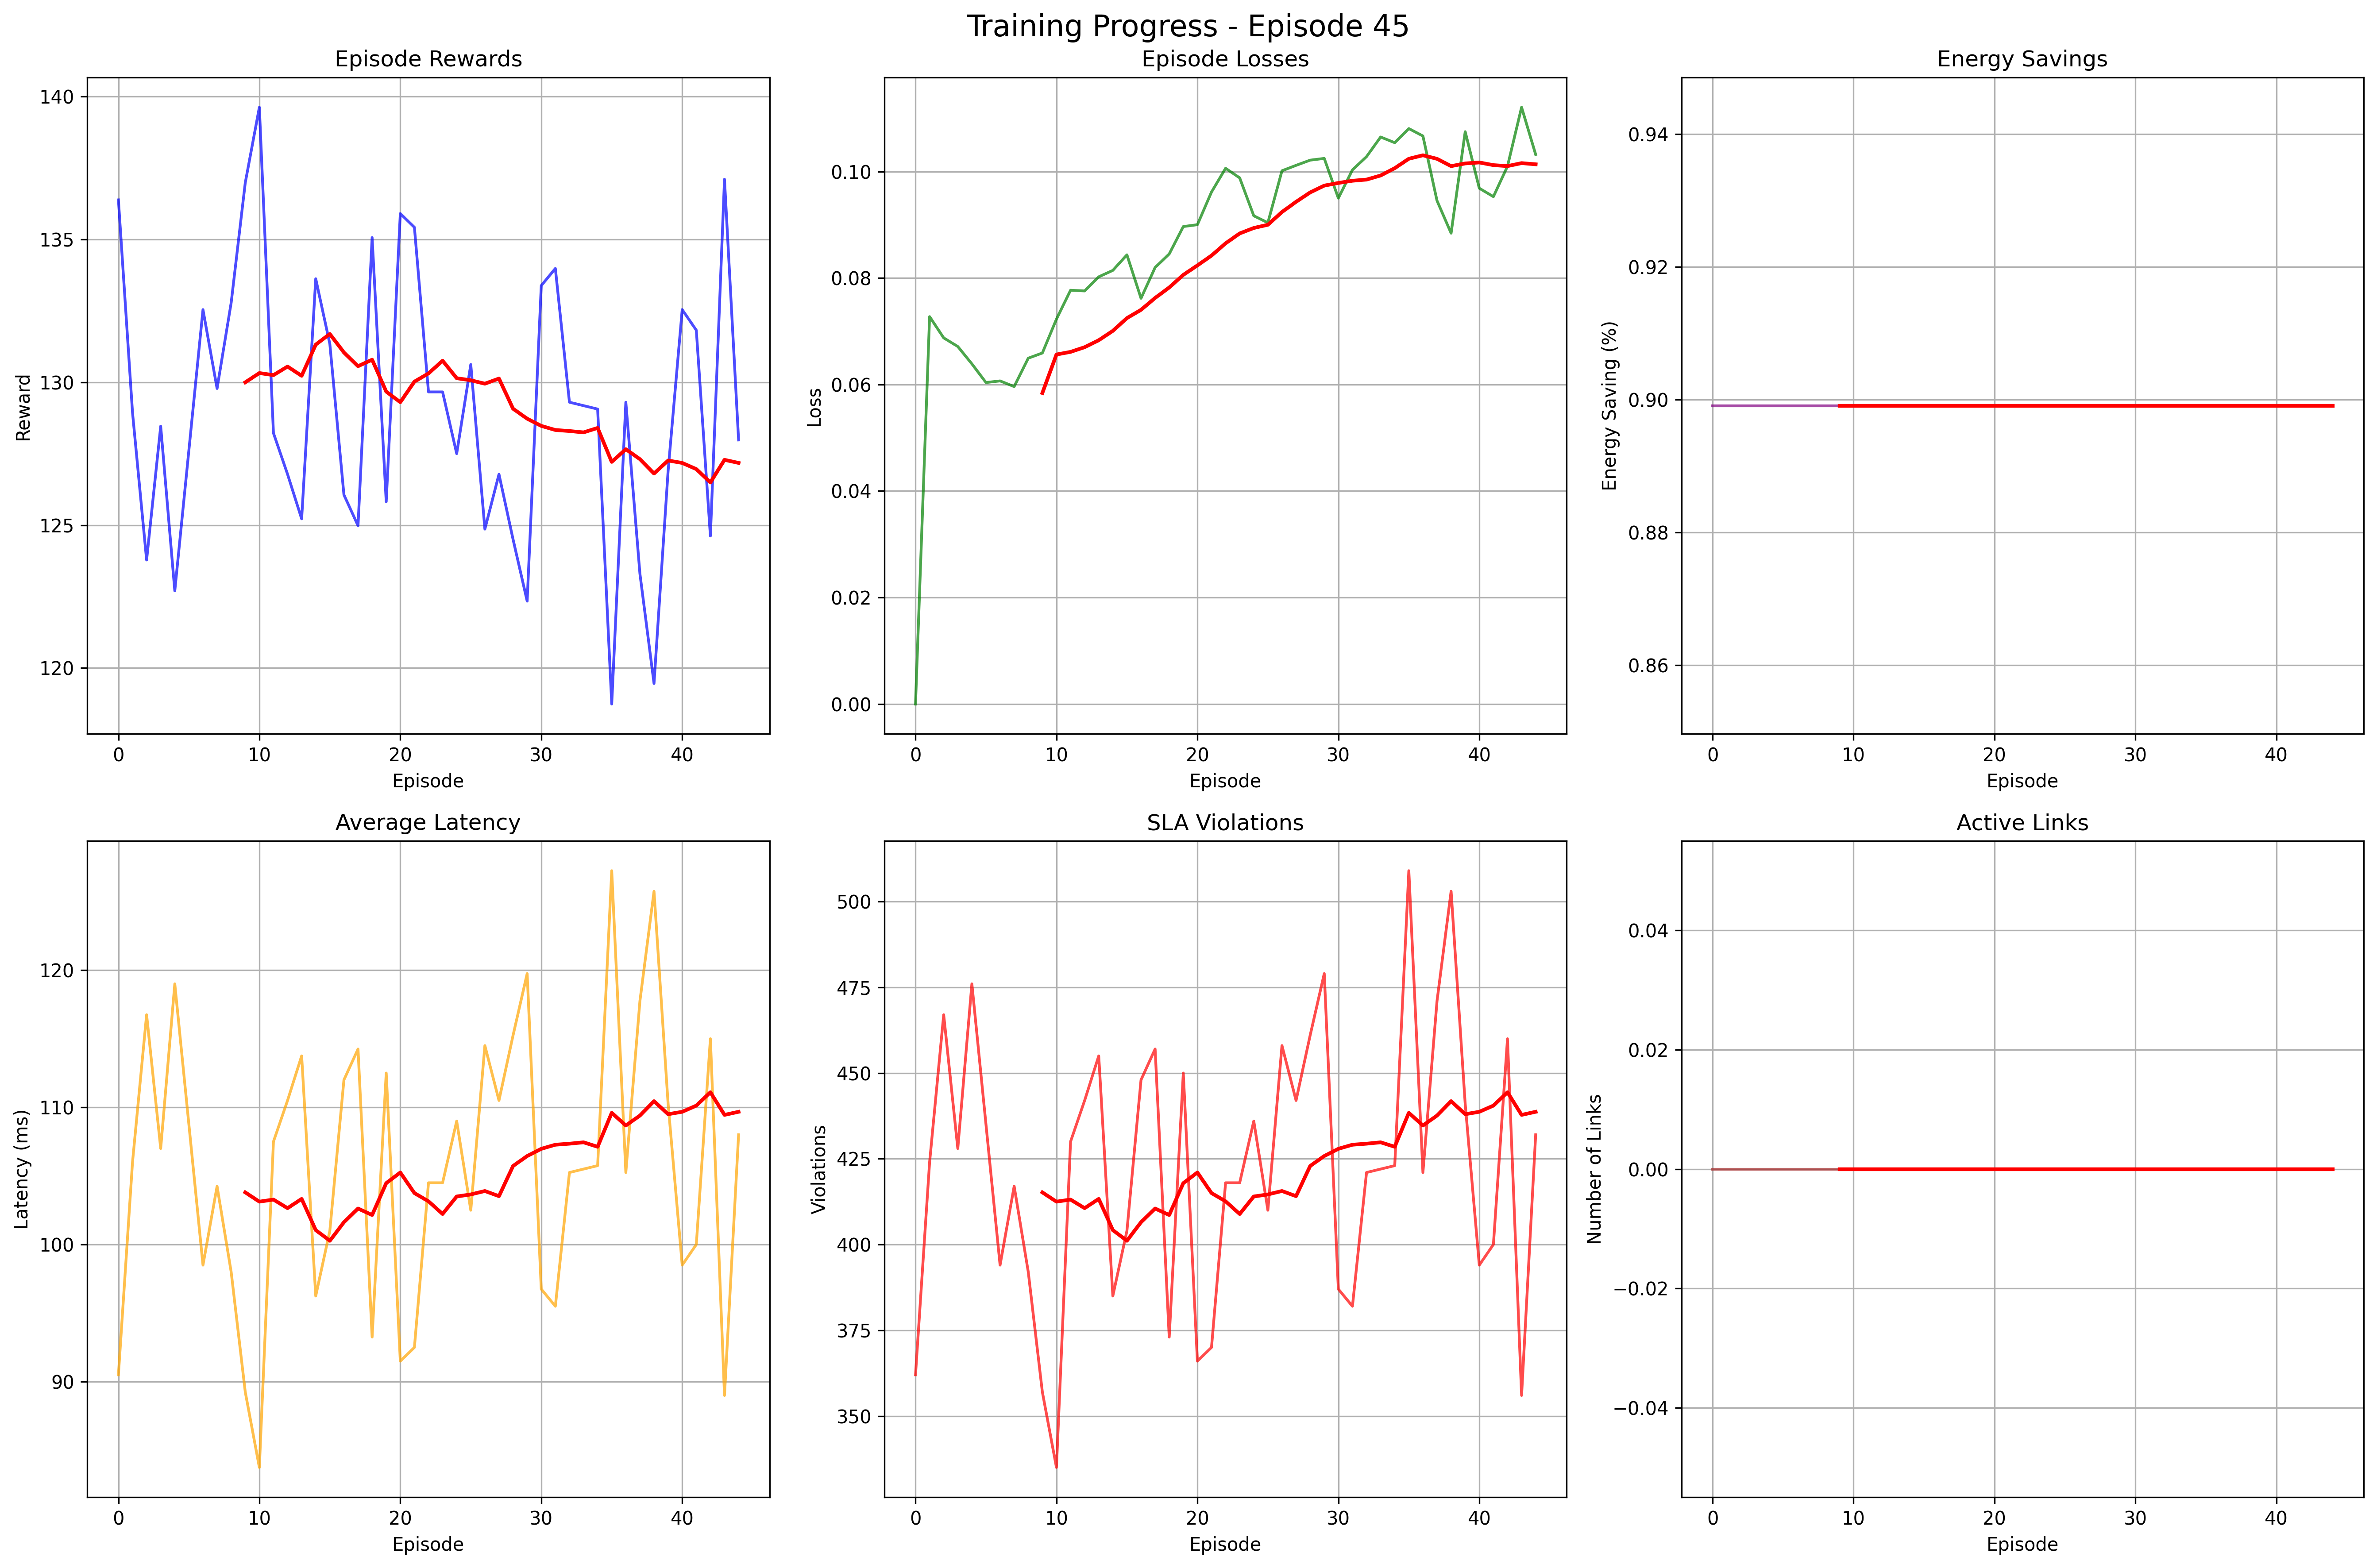 Training Progress - Episode 45
Episode Rewards
140
135
130
125
120
Reward
0 10 20 30 40
Episode
Episode Losses
0.10
0.08
0.06
0.04
0.02
0.00
Loss
0 10 20 30 40
Episode
Energy Savings
0.94
0.92
0.90
0.88
0.86
Energy Saving (%)
0 10 20 30 40
Episode
Average Latency
120
110
100
90
Latency (ms)
0 10 20 30 40
Episode
SLA Violations
500
475
450
425
400
375
350
Violations
0 10 20 30 40
Episode
Active Links
0.04
0.02
0.00
−0.02
−0.04
Number of Links
0 10 20 30 40
Episode